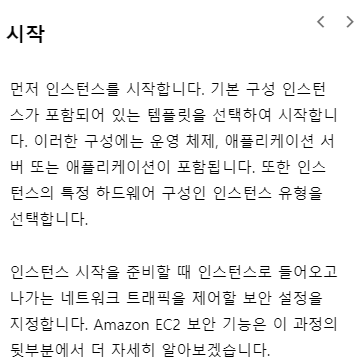 시작
먼저 인스턴스를 시작합니다. 기본 구성 인스턴
스가 포함되어 있는 템플릿을 선택하여 시작합니
다. 이러한 구성에는 운영 체제, 애플리케이션 서
버 또는 애플리케이션이 포함됩니다. 또한 인스
턴스의 특정 하드웨어 구성인 인스턴스 유형을
선택합니다.
인스턴스 시작을 준비할 때 인스턴스로 들어오고
나가는 네트워크 트래픽을 제어할 보안 설정을
지정합니다. Amazon EC2 보안 기능은 이 과정의
뒷부분에서 더 자세히 알아보겠습니다.